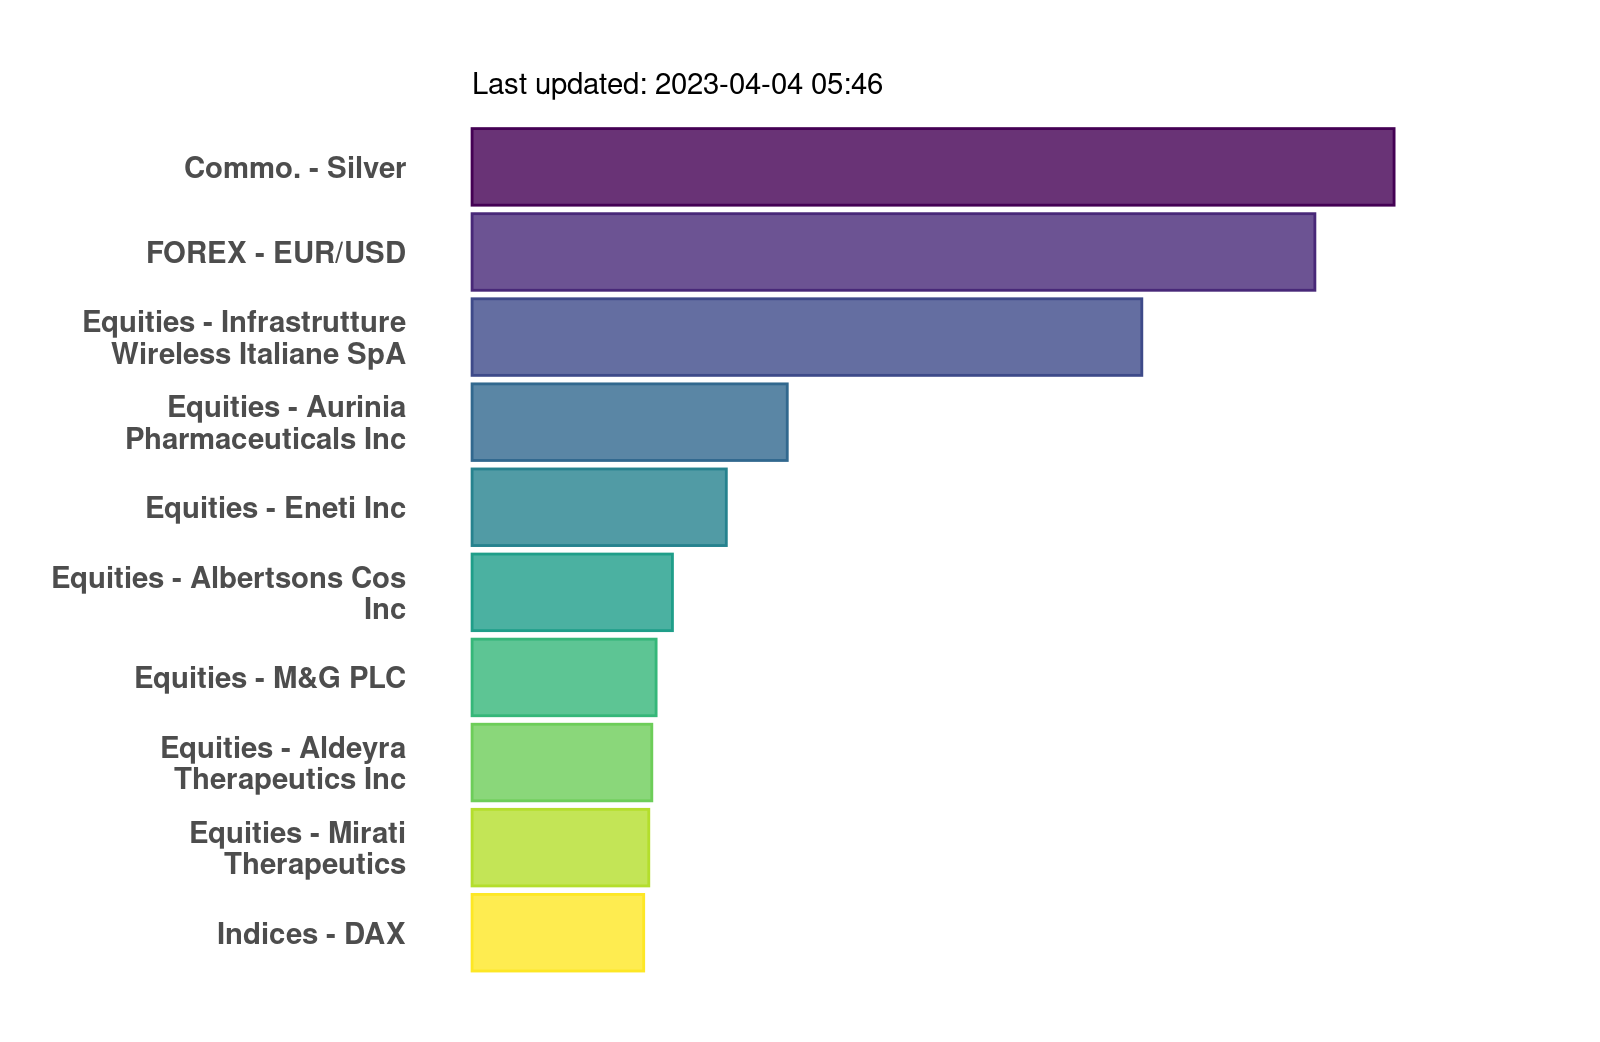 Last updated: 2023-04-04 05:46
Commo. - Silver
FOREX - EUR/USD
Equities - Infrastrutture
Wireless Italiane SpA
Equities - Aurinia
Pharmaceuticals Inc
Equities - Eneti Inc
Equities - Albertsons Cos
Inc
Equities - M&G PLC
Equities - Aldeyra
Therapeutics Inc
Equities - Mirati
Therapeutics
Indices - DAX